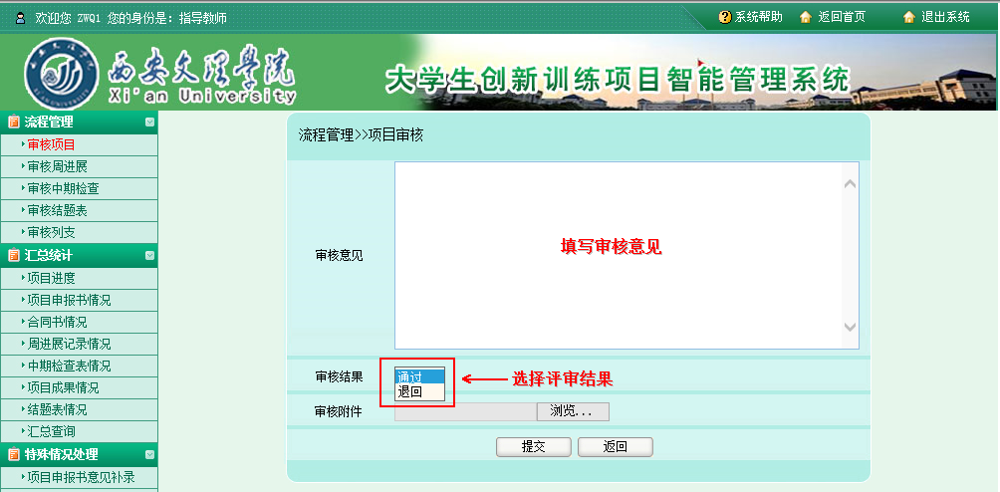 欢迎您 ZWQ1 您的身份是：指导教师
系统帮助 返回首页 退出系统
西安文理学院
Xi'an University
大学生创新训练项目智能管理系统
流程管理
审核项目
审核周进展
审核中期检查
审核结题表
审核列支
汇总统计
项目进度
项目申报书情况
合同书情况
周进展记录情况
中期检查表情况
项目成果情况
结题表情况
汇总查询
特殊情况处理
项目申报书意见补录
流程管理>>项目审核
审核意见
填写审核意见
审核结果
通过
退回
选择评审结果
审核附件
浏览...
提交 返回